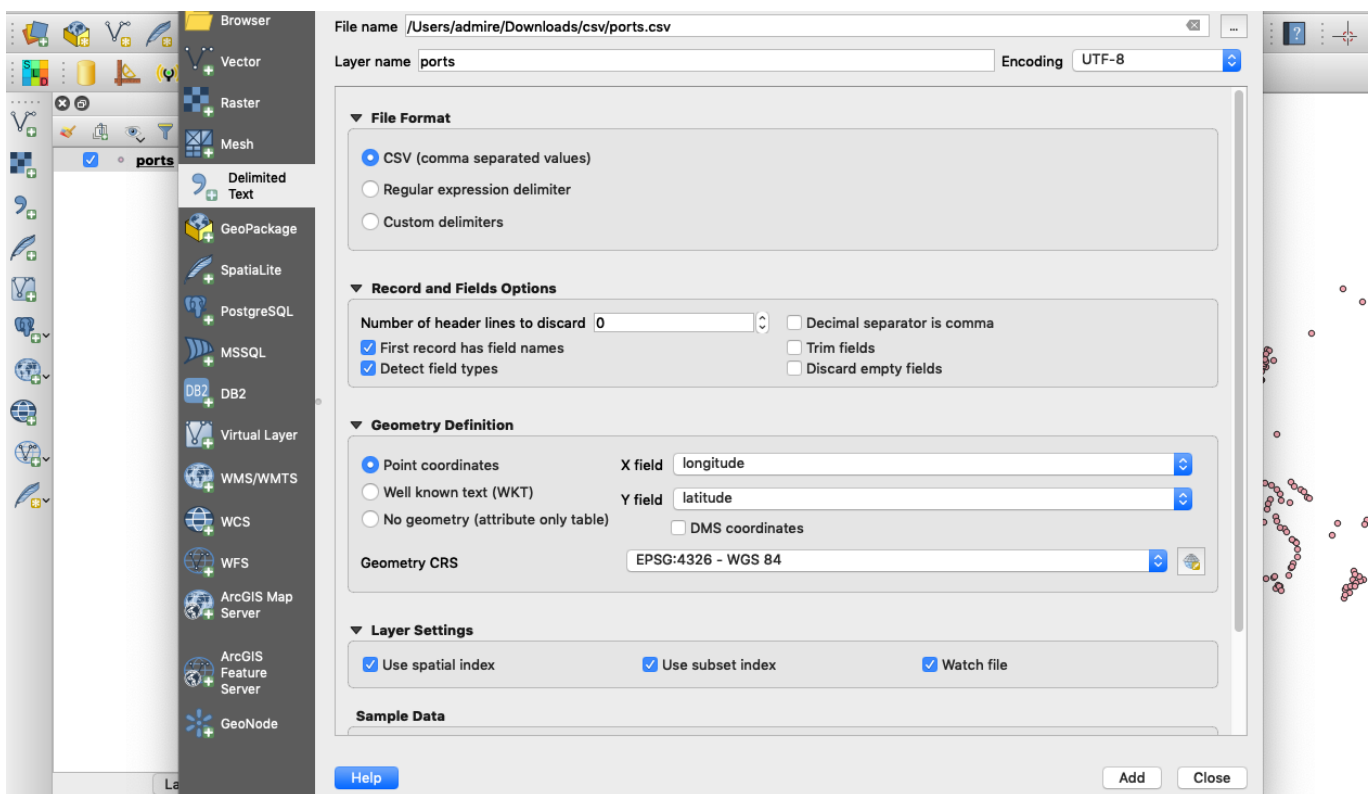 Browser
Vector
Raster
Mesh
Delimited
Text
GeoPackage
SpatiaLite
PostgreSQL
MSSQL
DB2
DB2
Virtual Layer
WMS/WMTS
WCS
WFS
ArcGIS Map
Server
ArcGIS
Feature
Server
GeoNode
ports
La
File name /Users/admire/Downloads/csv/ports.csv ...
Layer name ports Encoding UTF-8
File Format
CSV (comma separated values)
Regular expression delimiter
Custom delimiters
Record and Fields Options
Number of header lines to discard 0 Decimal separator is comma
First record has field names Trim fields
Detect field types Discard empty fields
Geometry Definition
Point coordinates X field longitude
Well known text (WKT) Y field latitude
No geometry (attribute only table) DMS coordinates
Geometry CRS EPSG:4326 - WGS 84
Layer Settings
Use spatial index Use subset index Watch file
Sample Data
Help Add Close